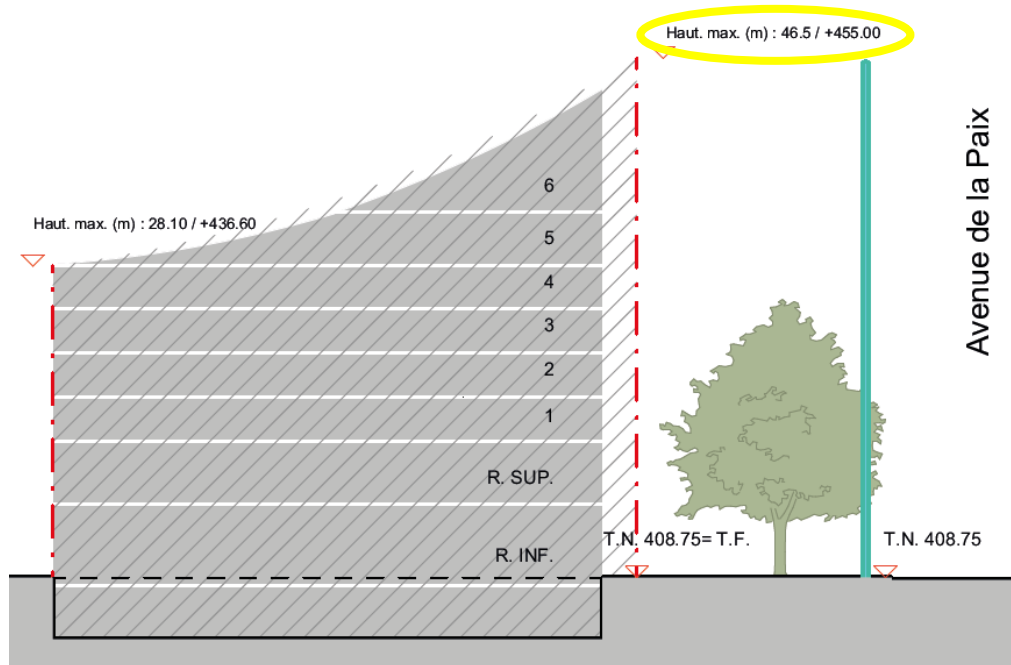 Haut. max. (m) : 46.5 / +455.00
Avenue de la Paix
6
Haut. max. (m) : 28.10 / +436.60
5
4
3
2
1
R. SUP.
T.N. 408.75= T.F.
T.N. 408.75
R. INF.